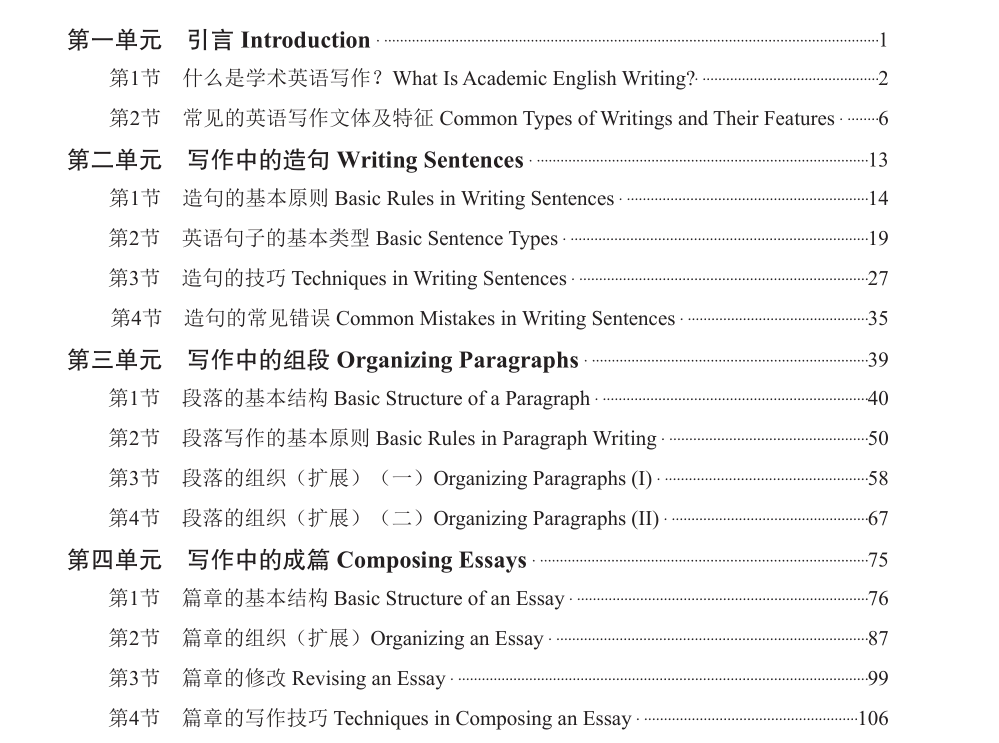 第一单元 引言 Introduction 1
第1节 什么是学术英语写作？What Is Academic English Writing? 2
第2节 常见的英语写作文体及特征 Common Types of Writings and Their Features 6
第二单元 写作中的造句 Writing Sentences 13
第1节 造句的基本原则 Basic Rules in Writing Sentences 14
第2节 英语句子的基本类型 Basic Sentence Types 19
第3节 造句的技巧 Techniques in Writing Sentences 27
第4节 造句的常见错误 Common Mistakes in Writing Sentences 35
第三单元 写作中的组段 Organizing Paragraphs 39
第1节 段落的基本结构 Basic Structure of a Paragraph 40
第2节 段落写作的基本原则 Basic Rules in Paragraph Writing 50
第3节 段落的组织（扩展）（一）Organizing Paragraphs (I) 58
第4节 段落的组织（扩展）（二）Organizing Paragraphs (II) 67
第四单元 写作中的成篇 Composing Essays 75
第1节 篇章的基本结构 Basic Structure of an Essay 76
第2节 篇章的组织（扩展）Organizing an Essay 87
第3节 篇章的修改 Revising an Essay 99
第4节 篇章的写作技巧 Techniques in Composing an Essay 106